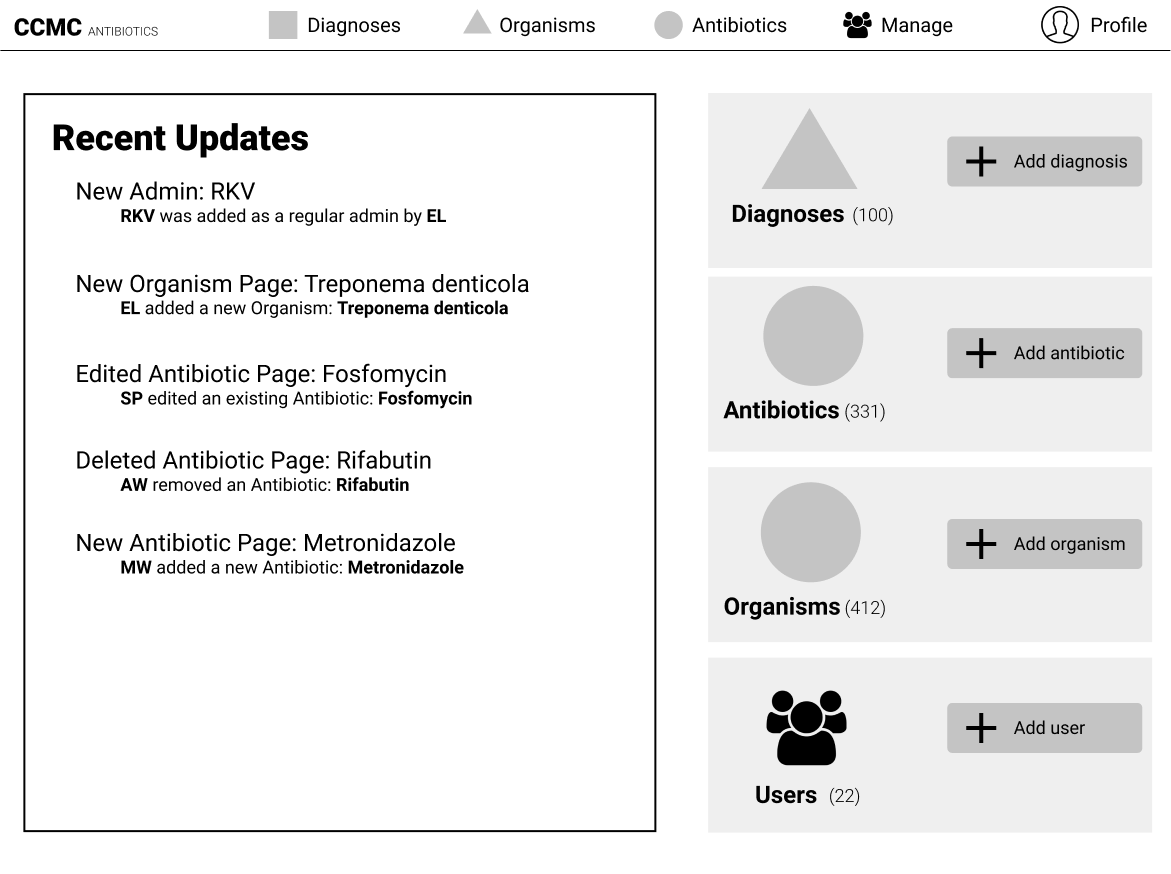 CCMC ANTIBIOTICS Diagnoses Organisms Antibiotics Manage Profile
Recent Updates
New Admin: RKV
RKV was added as a regular admin by EL
New Organism Page: Treponema denticola
EL added a new Organism: Treponema denticola
Edited Antibiotic Page: Fosfomycin
SP edited an existing Antibiotic: Fosfomycin
Deleted Antibiotic Page: Rifabutin
AW removed an Antibiotic: Rifabutin
New Antibiotic Page: Metronidazole
MW added a new Antibiotic: Metronidazole
Add diagnosis
Diagnoses (100)
Add antibiotic
Antibiotics (331)
Add organism
Organisms (412)
Add user
Users (22)